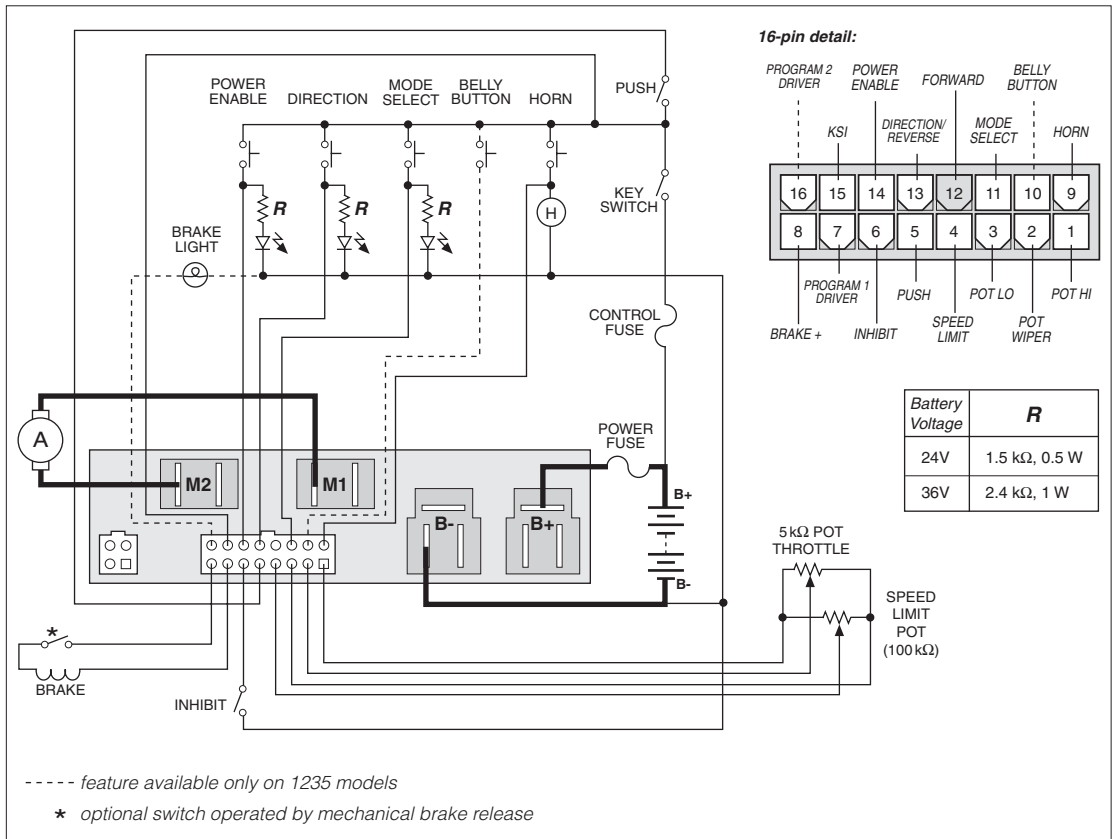 POWER
ENABLE
DIRECTION
MODE
SELECT
BELLY
BUTTON
HORN
PUSH
KEY
SWITCH
R
R
R
H
BRAKE
LIGHT
CONTROL
FUSE
POWER
FUSE
A
M2
M1
B-
B+
B+
B-
*
BRAKE
INHIBIT
5 kΩ POT
THROTTLE
SPEED
LIMIT
POT
(100 kΩ)
16-pin detail:
PROGRAM 2
DRIVER
KSI
POWER
ENABLE
DIRECTION/
REVERSE
FORWARD
MODE
SELECT
BELLY
BUTTON
HORN
16 15 14 13 12 11 10 9
8 7 6 5 4 3 2 1
BRAKE +
PROGRAM 1
DRIVER
INHIBIT
PUSH
SPEED
LIMIT
POT LO
POT
WIPER
POT HI
Battery
Voltage
R
24V 1.5 kΩ, 0.5 W
36V 2.4 kΩ, 1 W
----- feature available only on 1235 models
* optional switch operated by mechanical brake release